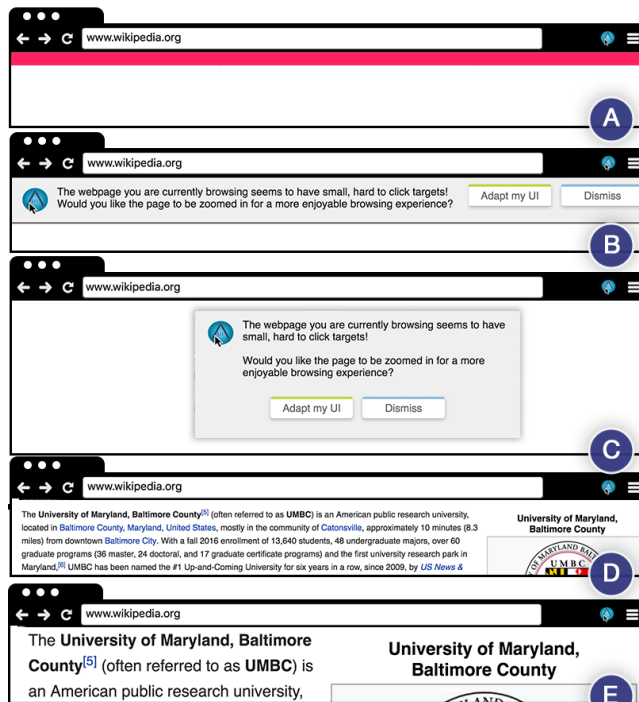 www.wikipedia.org
A
www.wikipedia.org
The webpage you are currently browsing seems to have small, hard to click targets!
Would you like the page to be zoomed in for a more enjoyable browsing experience?
Adapt my UI
Dismiss
B
www.wikipedia.org
The webpage you are currently browsing seems to have
small, hard to click targets!
Would you like the page to be zoomed in for a more
enjoyable browsing experience?
Adapt my UI
Dismiss
C
www.wikipedia.org
The University of Maryland, Baltimore County[5] (often referred to as UMBC) is an American public research university,
located in Baltimore County, Maryland, United States, mostly in the community of Catonsville, approximately 10 minutes (8.3
miles) from downtown Baltimore City. With a fall 2016 enrollment of 13,640 students, 48 undergraduate majors, over 60
graduate programs (36 master, 24 doctoral, and 17 graduate certificate programs) and the first university research park in
Maryland,[6] UMBC has been named the #1 Up-and-Coming University for six years in a row, since 2009, by US News &
University of Maryland,
Baltimore County
MARYLAND BALT
UMBC
D
www.wikipedia.org
The University of Maryland, Baltimore
County[5] (often referred to as UMBC) is
an American public research university,
University of Maryland,
Baltimore County
LAND
E